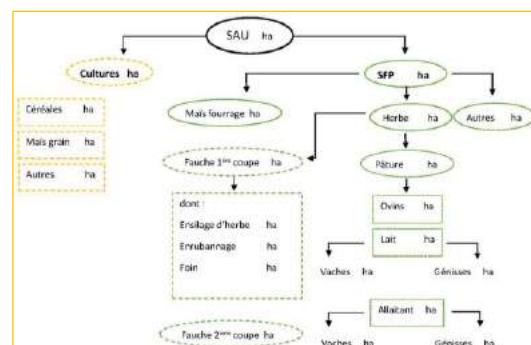 SAU ha
Cultures ha
SFP ha
Céréales ha
Maïs grain ha
Autres ha
Maïs fourrage ha
Herbe ha
Autres ha
Fauche 1ère coupe ha
Pâture ha
dont :
Ensilage d'herbe ha
Enrubannage ha
Foin ha
Ovins ha
Lait ha
Vaches ha
Génisses ha
Allaitant ha
Fauche 2ème coupe ha
Vaches ha
Génisses ha